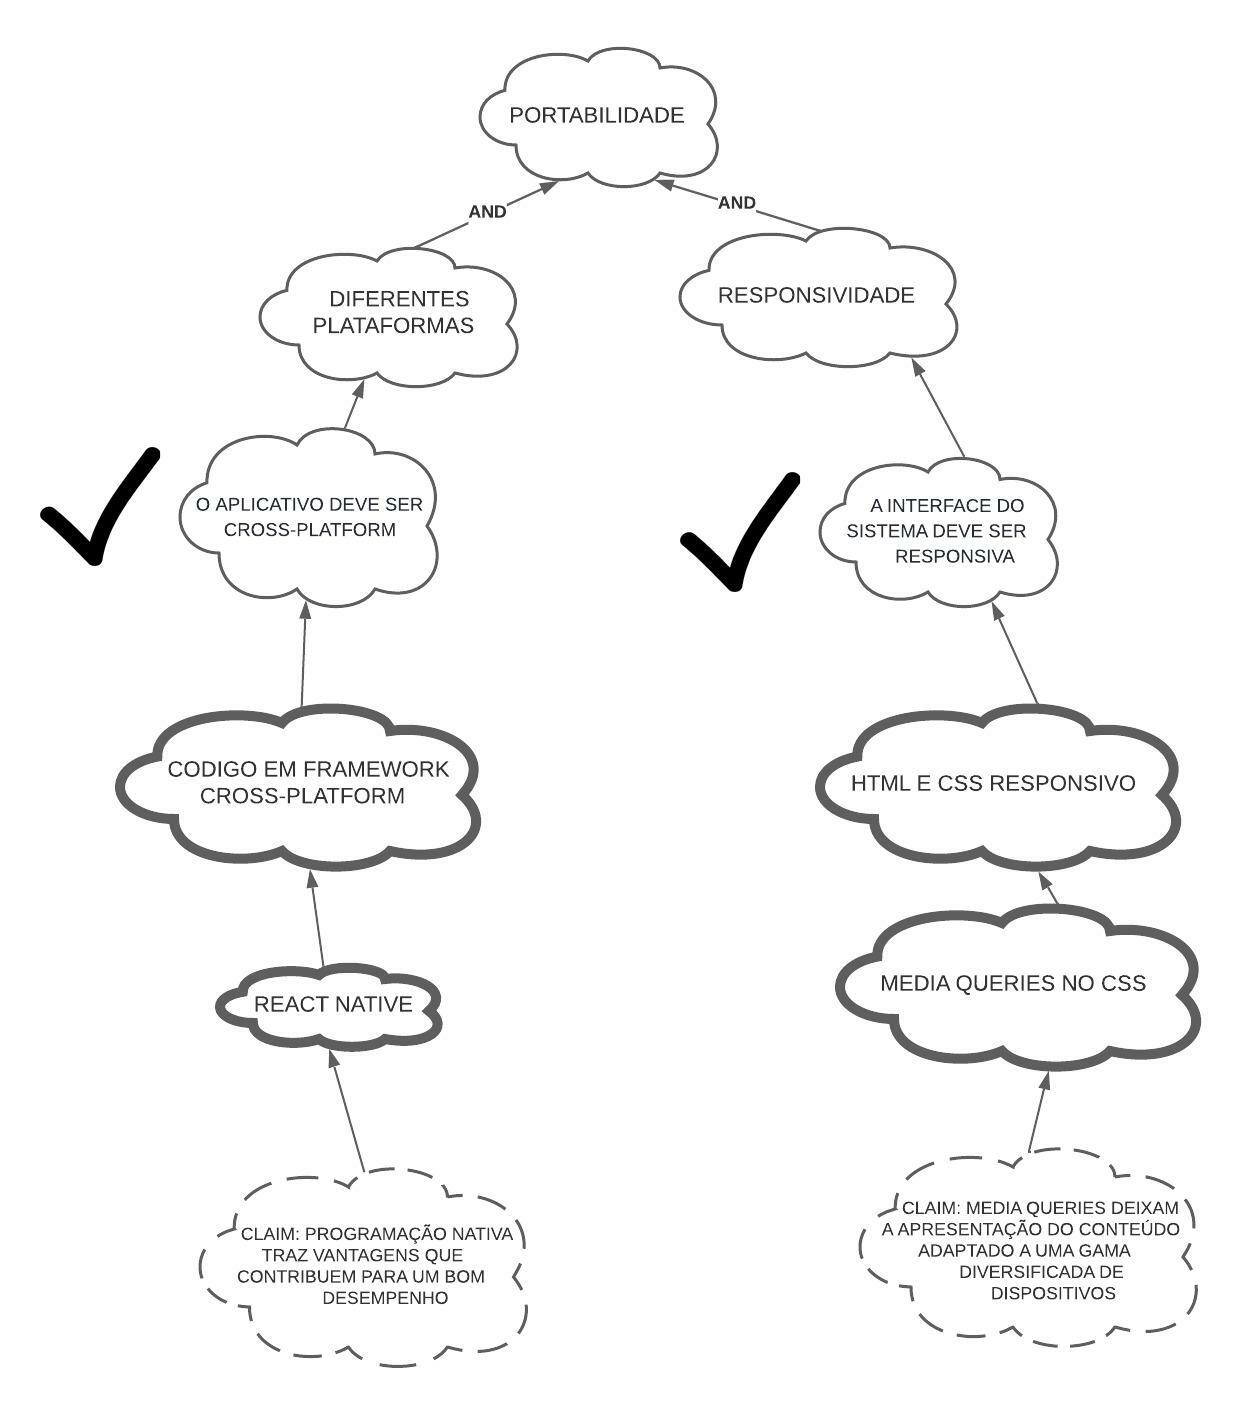 PORTABILIDADE
AND
AND
DIFERENTES
PLATAFORMAS
RESPONSIVIDADE
O APLICATIVO DEVE SER
CROSS-PLATFORM
A INTERFACE DO
SISTEMA DEVE SER
RESPONSIVA
CODIGO EM FRAMEWORK
CROSS-PLATFORM
HTML E CSS RESPONSIVO
REACT NATIVE
MEDIA QUERIES NO CSS
CLAIM: PROGRAMAÇÃO NATIVA
TRAZ VANTAGENS QUE
CONTRIBUEM PARA UM BOM
DESEMPENHO
CLAIM: MEDIA QUERIES DEIXAM
A APRESENTAÇÃO DO CONTEÚDO
ADAPTADO A UMA GAMA
DIVERSIFICADA DE
DISPOSITIVOS